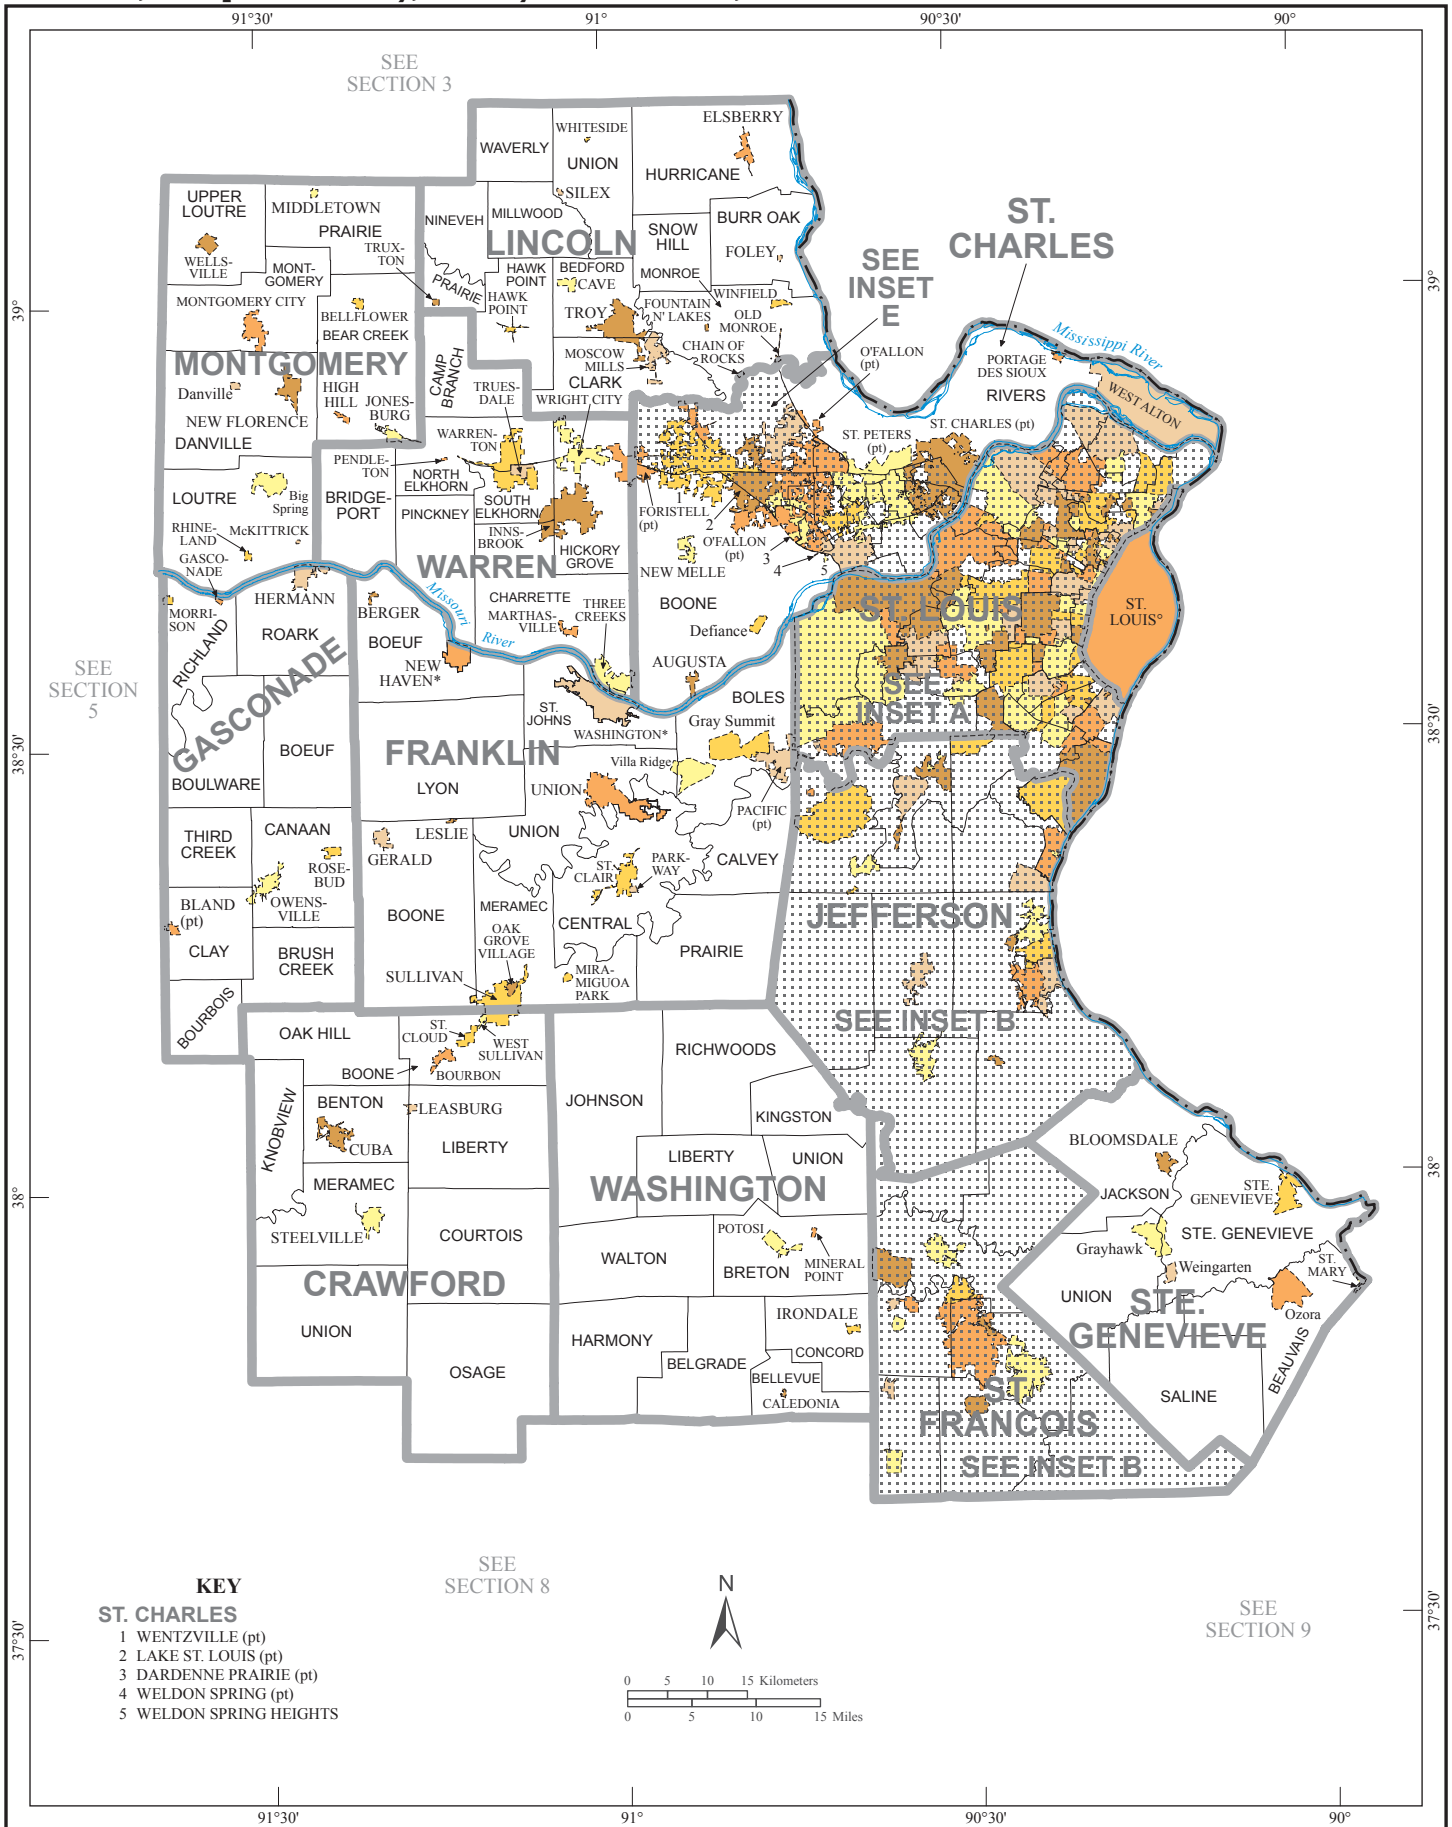 91°30'
91°
90°30'
90°
SEE
SECTION 3
ELSBERRY
WHITESIDE
WAVERLY
UNION
HURRICANE
SILEX
UPPER
LOUTRE
MIDDLETOWN
PRAIRIE
NINEVEH
MILLWOOD
BURR OAK
SNOW
HILL
LINCOLN
FOLEY
ST.
CHARLES
WELLS-
VILLE
TRUX-
TON
MONT-
GOMERY
PRAIRIE
HAWK
POINT
BEDFORD
CAVE
MONROE
SEE
INSET
E
MONTGOMERY CITY
BELLFLOWER
HAWK
POINT
TROY
FOUNTAIN
N' LAKES
WINFIELD
OLD
MONROE
39°
39°
BEAR CREEK
MONTGOMERY
CAMP
BRANCH
MOSCOW
MILLS
CHAIN OF
ROCKS
O'FALLON
(pt)
Mississippi River
PORTAGE
DES SIOUX
RIVERS
WEST ALTON
Danville
HIGH
HILL
JONES-
BURG
TRUES-
DALE
CLARK
WRIGHT CITY
NEW FLORENCE
DANVILLE
WARREN-
TON
ST. PETERS
(pt)
ST. CHARLES (pt)
PENDLE-
TON
NORTH
ELKHORN
LOUTRE
Big
Spring
BRIDGE-
PORT
PINCKNEY
SOUTH
ELKHORN
1
FORISTELL
(pt)
2
RHINE-
LAND
McKITTRICK
INNS-
BROOK
O'FALLON
(pt)
3
4
5
GASCO-
NADE
WARREN
HICKORY
GROVE
NEW MELLE
HERMANN
Missouri
River
CHARRETTE
THREE
CREEKS
BOONE
ST. LOUIS
ST.
LOUIS°
MORRI-
SON
BERGER
MARTHAS-
VILLE
Defiance
RICHLAND
ROARK
BOEUF
NEW
HAVEN*
AUGUSTA
SEE
SECTION
5
GASCONADE
ST.
JOHNS
WASHINGTON*
BOLES
Gray Summit
SEE
INSET A
38°30'
38°30'
BOEUF
FRANKLIN
Villa Ridge
BOULWARE
LYON
UNION
PACIFIC
(pt)
THIRD
CREEK
CANAAN
LESLIE
UNION
GERALD
ROSE-
BUD
ST.
CLAIR
PARK-
WAY
CALVEY
BLAND
(pt)
OWENS-
VILLE
BOONE
MERAMEC
CENTRAL
JEFFERSON
CLAY
BRUSH
CREEK
OAK
GROVE
VILLAGE
PRAIRIE
SULLIVAN
MIRA-
MIGUOA
PARK
BOURBOIS
OAK HILL
ST.
CLOUD
WEST
SULLIVAN
SEE INSET B
RICHWOODS
BOONE
BOURBON
KNOBVIEW
BENTON
LEASBURG
JOHNSON
KINGSTON
CUBA
LIBERTY
BLOOMSDALE
LIBERTY
UNION
MERAMEC
WASHINGTON
JACKSON
STE.
GENEVIEVE
38°
38°
STEELVILLE
COURTOIS
POTOSI
STE. GENEVIEVE
Grayhawk
WALTON
BRETON
MINERAL
POINT
Weingarten
ST.
MARY
CRAWFORD
UNION
STE.
GENEVIEVE
Ozora
UNION
HARMONY
IRONDALE
BELGRADE
CONCORD
BEAUVAIS
OSAGE
BELLEVUE
CALEDONIA
ST.
FRANCOIS
SALINE
SEE INSET B
SEE
SECTION 8
KEY
ST. CHARLES
1 WENTZVILLE (pt)
2 LAKE ST. LOUIS (pt)
3 DARDENNE PRAIRIE (pt)
4 WELDON SPRING (pt)
5 WELDON SPRING HEIGHTS
N
0 5 10 15 Kilometers
0 5 10 15 Miles
SEE
SECTION 9
37°30'
37°30'
91°30'
91°
90°30'
90°